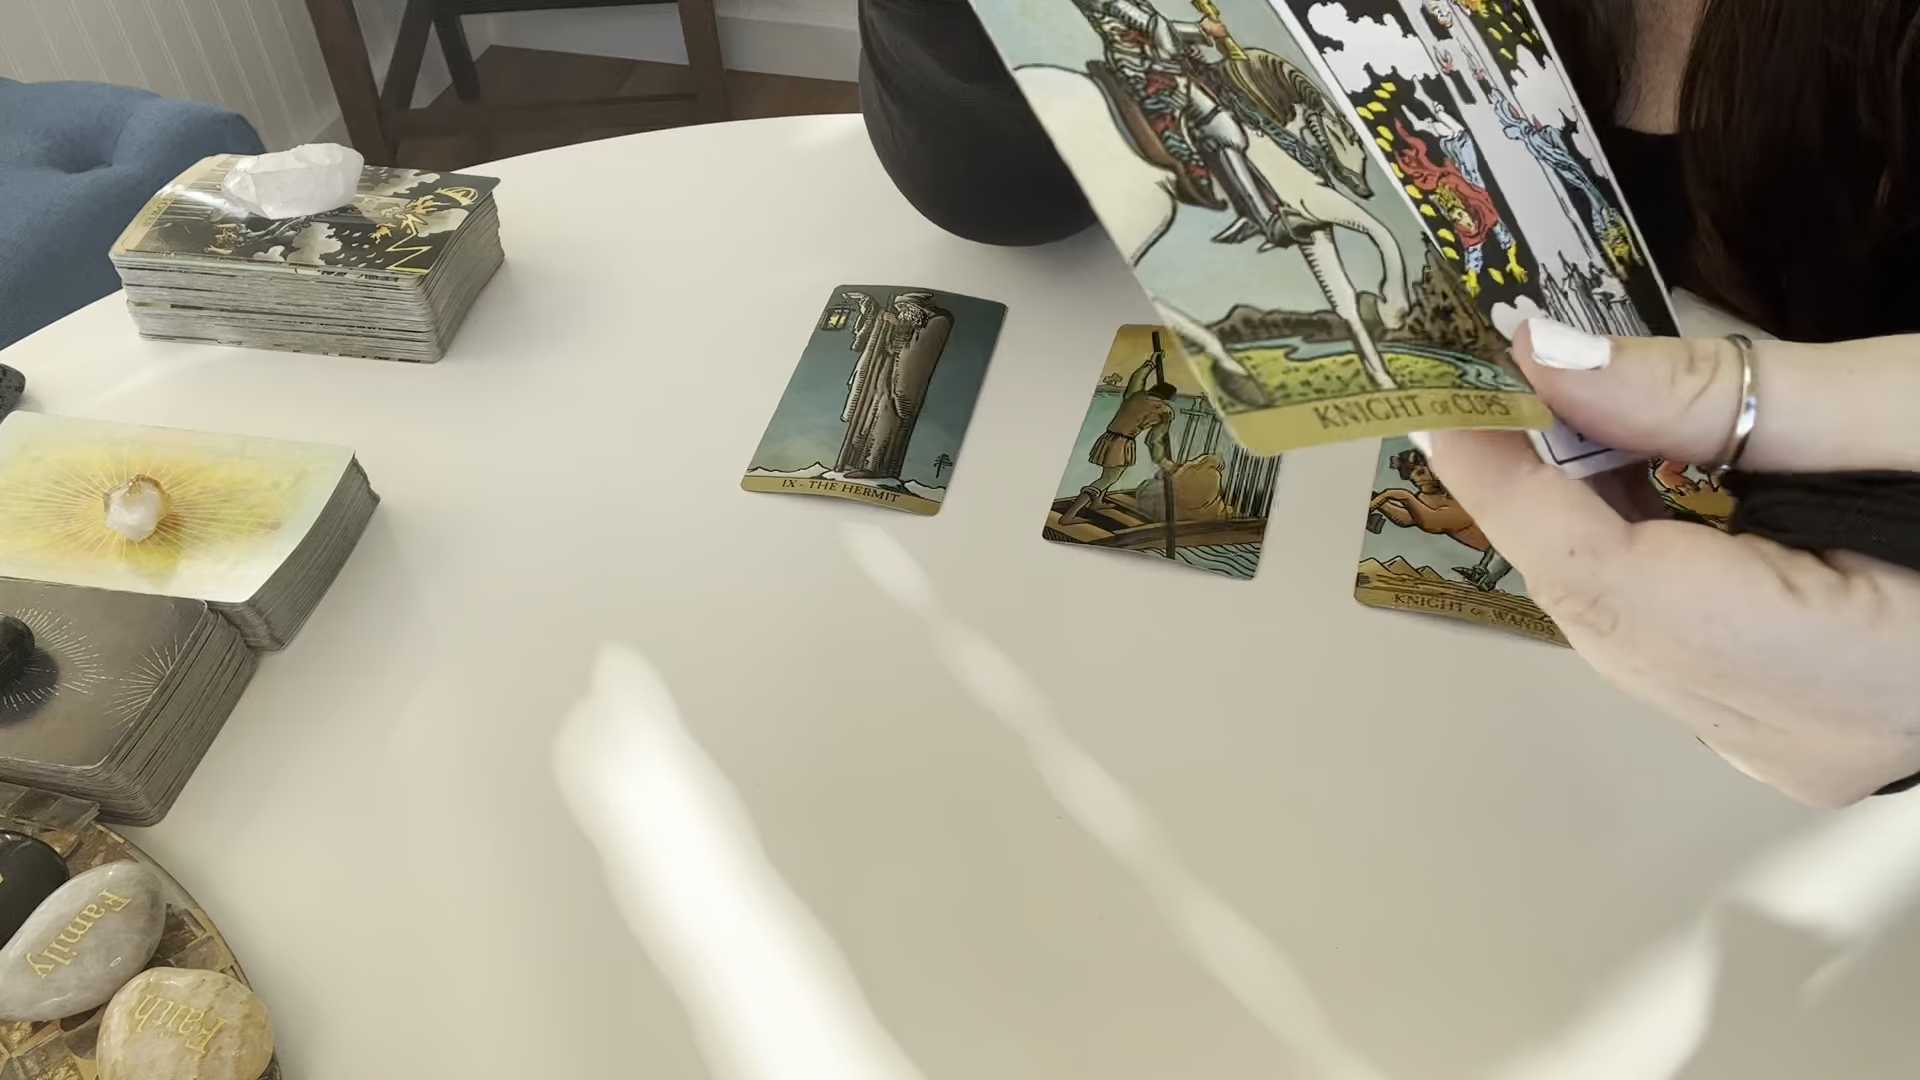 KNIGHT OF CUPS
IX - THE HERMIT
KNIGHT OF WANDS
Family
Faith